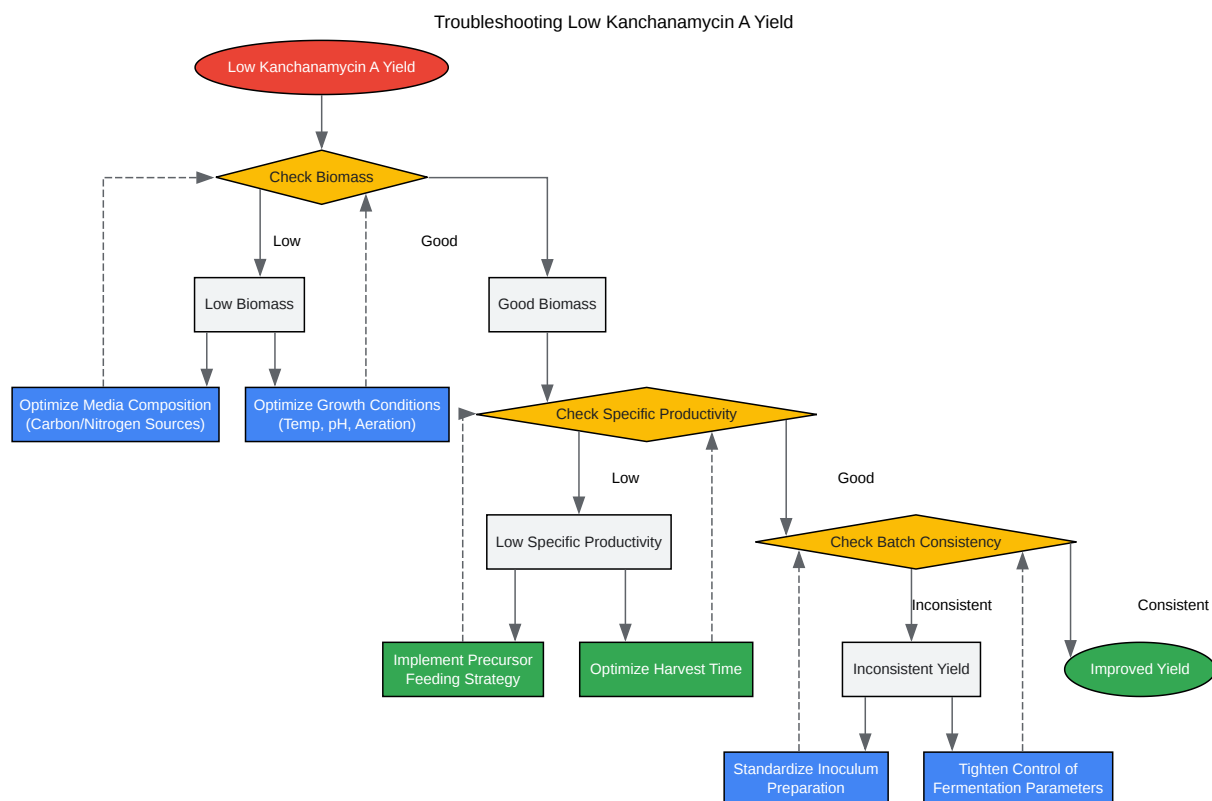 Troubleshooting Low Kanchanamycin A Yield
Low Kanchanamycin A Yield
Check Biomass
Low
Good
Low Biomass
Good Biomass
Optimize Media Composition
(Carbon/Nitrogen Sources)
Optimize Growth Conditions
(Temp, pH, Aeration)
Check Specific Productivity
Low
Good
Low Specific Productivity
Check Batch Consistency
Inconsistent
Consistent
Implement Precursor
Feeding Strategy
Optimize Harvest Time
Inconsistent Yield
Improved Yield
Standardize Inoculum
Preparation
Tighten Control of
Fermentation Parameters